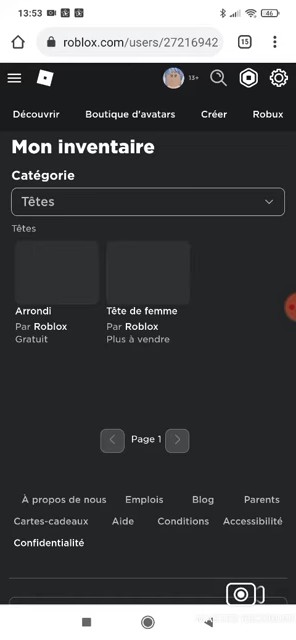 13:53
46
roblox.com/users/27216942
15
13+
Découvrir
Boutique d'avatars
Créer
Robux
Mon inventaire
Catégorie
Têtes
Têtes
Arrondi
Par Roblox
Gratuit
Tête de femme
Par Roblox
Plus à vendre
Page 1
À propos de nous
Emplois
Blog
Parents
Cartes-cadeaux
Aide
Conditions
Accessibilité
Confidentialité